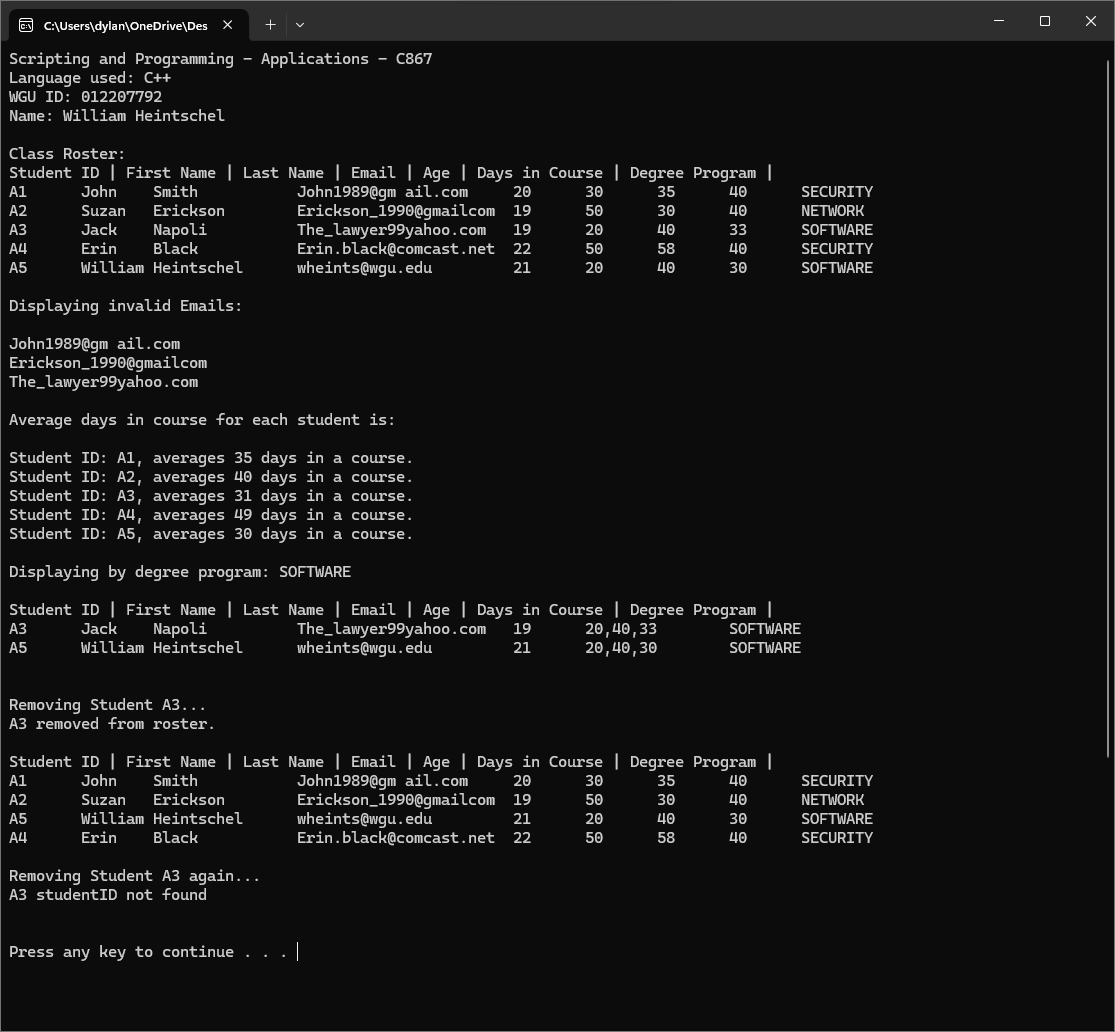 C:\Users\dylan\OneDrive\Des
Scripting and Programming - Applications - C867
Language used: C++
WGU ID: 012207792
Name: William Heintschel
Class Roster:
Student ID | First Name | Last Name | Email | Age | Days in Course | Degree Program |
A1 John Smith John1989@gm ail.com 20 30 35 40 SECURITY
A2 Suzan Erickson Erickson_1990@gmailcom 19 50 30 40 NETWORK
A3 Jack Napoli The_lawyer99yahoo.com 19 20 40 33 SOFTWARE
A4 Erin Black Erin.black@comcast.net 22 50 58 40 SECURITY
A5 William Heintschel wheints@wgu.edu 21 20 40 30 SOFTWARE
Displaying invalid Emails:
John1989@gm ail.com
Erickson_1990@gmailcom
The_lawyer99yahoo.com
Average days in course for each student is:
Student ID: A1, averages 35 days in a course.
Student ID: A2, averages 40 days in a course.
Student ID: A3, averages 31 days in a course.
Student ID: A4, averages 49 days in a course.
Student ID: A5, averages 30 days in a course.
Displaying by degree program: SOFTWARE
Student ID | First Name | Last Name | Email | Age | Days in Course | Degree Program |
A3 Jack Napoli The_lawyer99yahoo.com 19 20,40,33 SOFTWARE
A5 William Heintschel wheints@wgu.edu 21 20,40,30 SOFTWARE
Removing Student A3...
A3 removed from roster.
Student ID | First Name | Last Name | Email | Age | Days in Course | Degree Program |
A1 John Smith John1989@gm ail.com 20 30 35 40 SECURITY
A2 Suzan Erickson Erickson_1990@gmailcom 19 50 30 40 NETWORK
A5 William Heintschel wheints@wgu.edu 21 20 40 30 SOFTWARE
A4 Erin Black Erin.black@comcast.net 22 50 58 40 SECURITY
Removing Student A3 again...
A3 studentID not found
Press any key to continue . . .